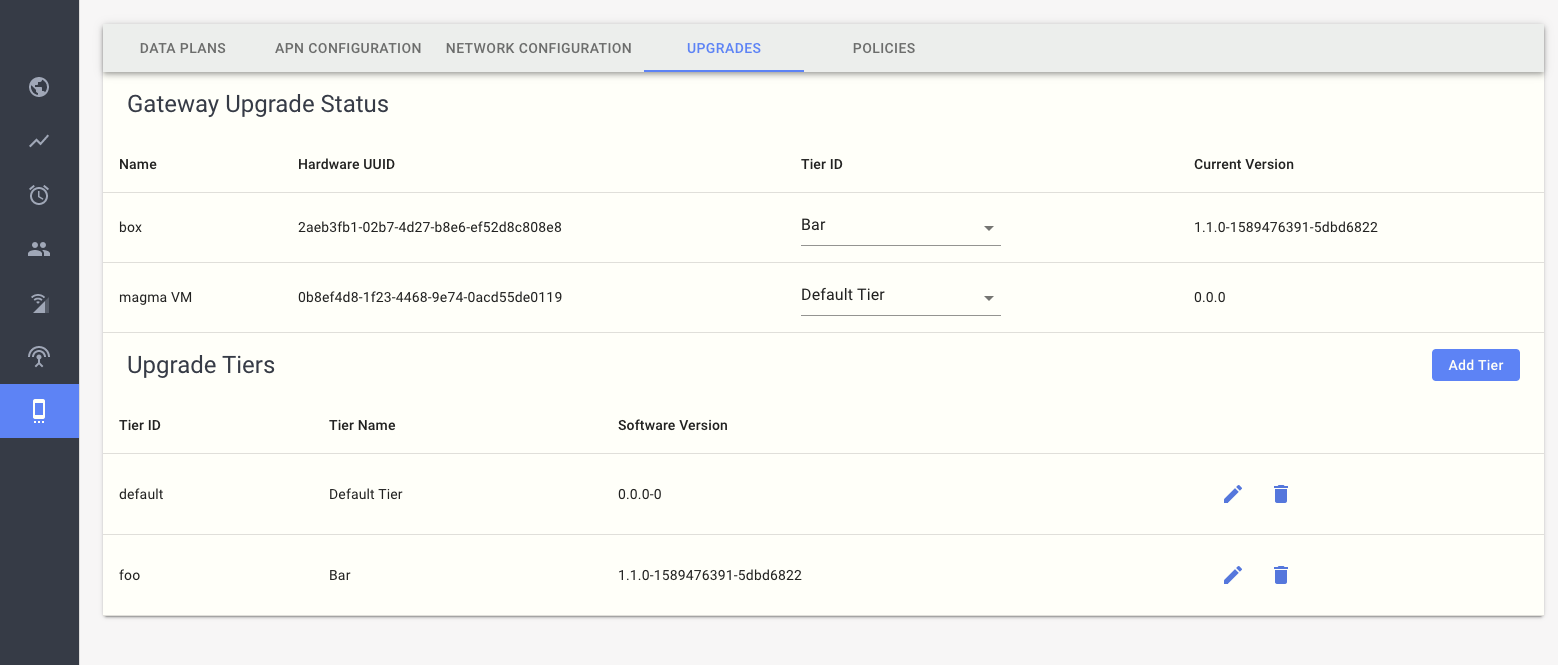 DATA PLANS APN CONFIGURATION NETWORK CONFIGURATION UPGRADES POLICIES
Gateway Upgrade Status
Name Hardware UUID Tier ID Current Version
box 2aeb3fb1-02b7-4d27-b8e6-ef52d8c808e8 Bar 1.1.0-1589476391-5dbd6822
magma VM 0b8ef4d8-1f23-4468-9e74-0acd55de0119 Default Tier 0.0.0
Upgrade Tiers Add Tier
Tier ID Tier Name Software Version
default Default Tier 0.0.0-0
foo Bar 1.1.0-1589476391-5dbd6822